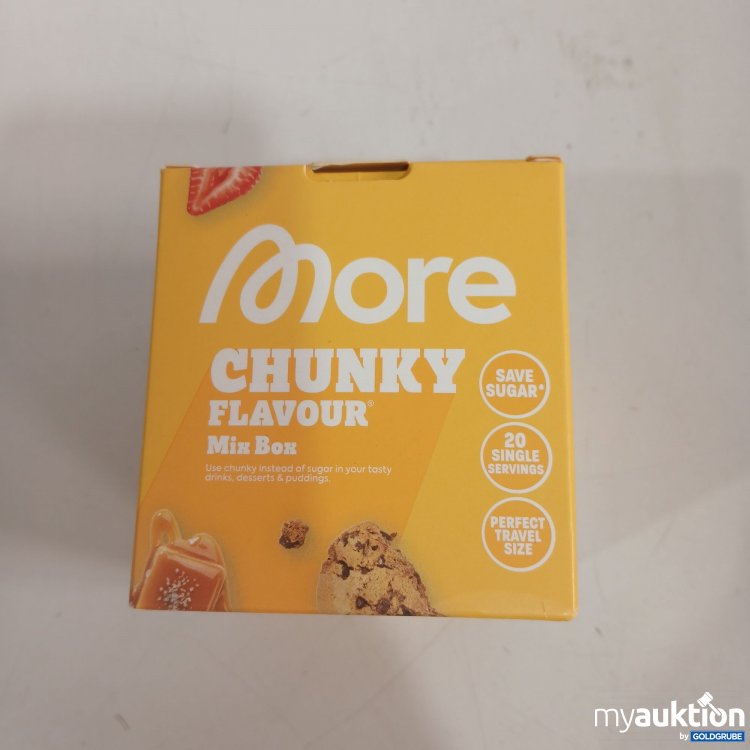 More
CHUNKY
FLAVOUR®
Mix Box
Use chunky instead of sugar in your tasty
drinks, desserts & puddings.
SAVE
SUGAR*
20
SINGLE
SERVINGS
PERFECT
TRAVEL
SIZE
myauktion
by GOLDGRUBE